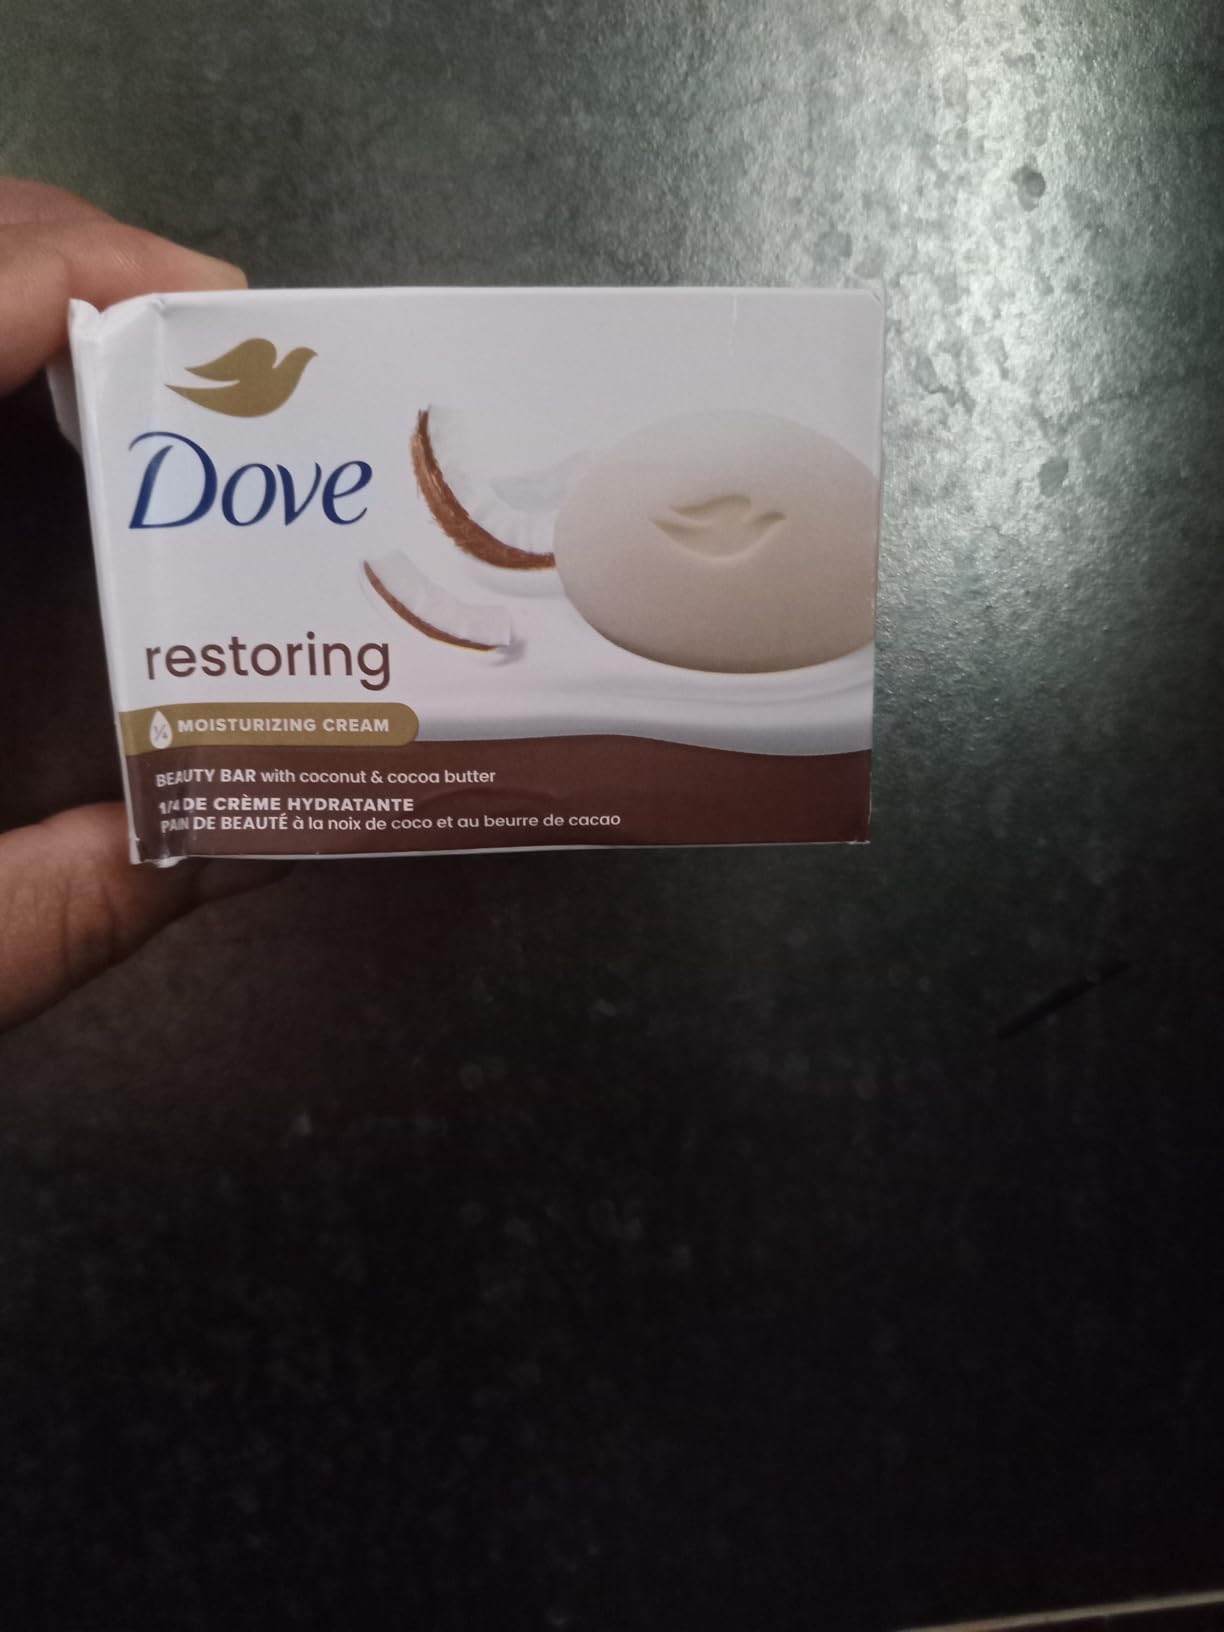 Dove
restoring
1/4 MOISTURIZING CREAM
BEAUTY BAR with coconut & cocoa butter
1/4 DE CRÈME HYDRATANTE
PAIN DE BEAUTÉ à la noix de coco et au beurre de cacao